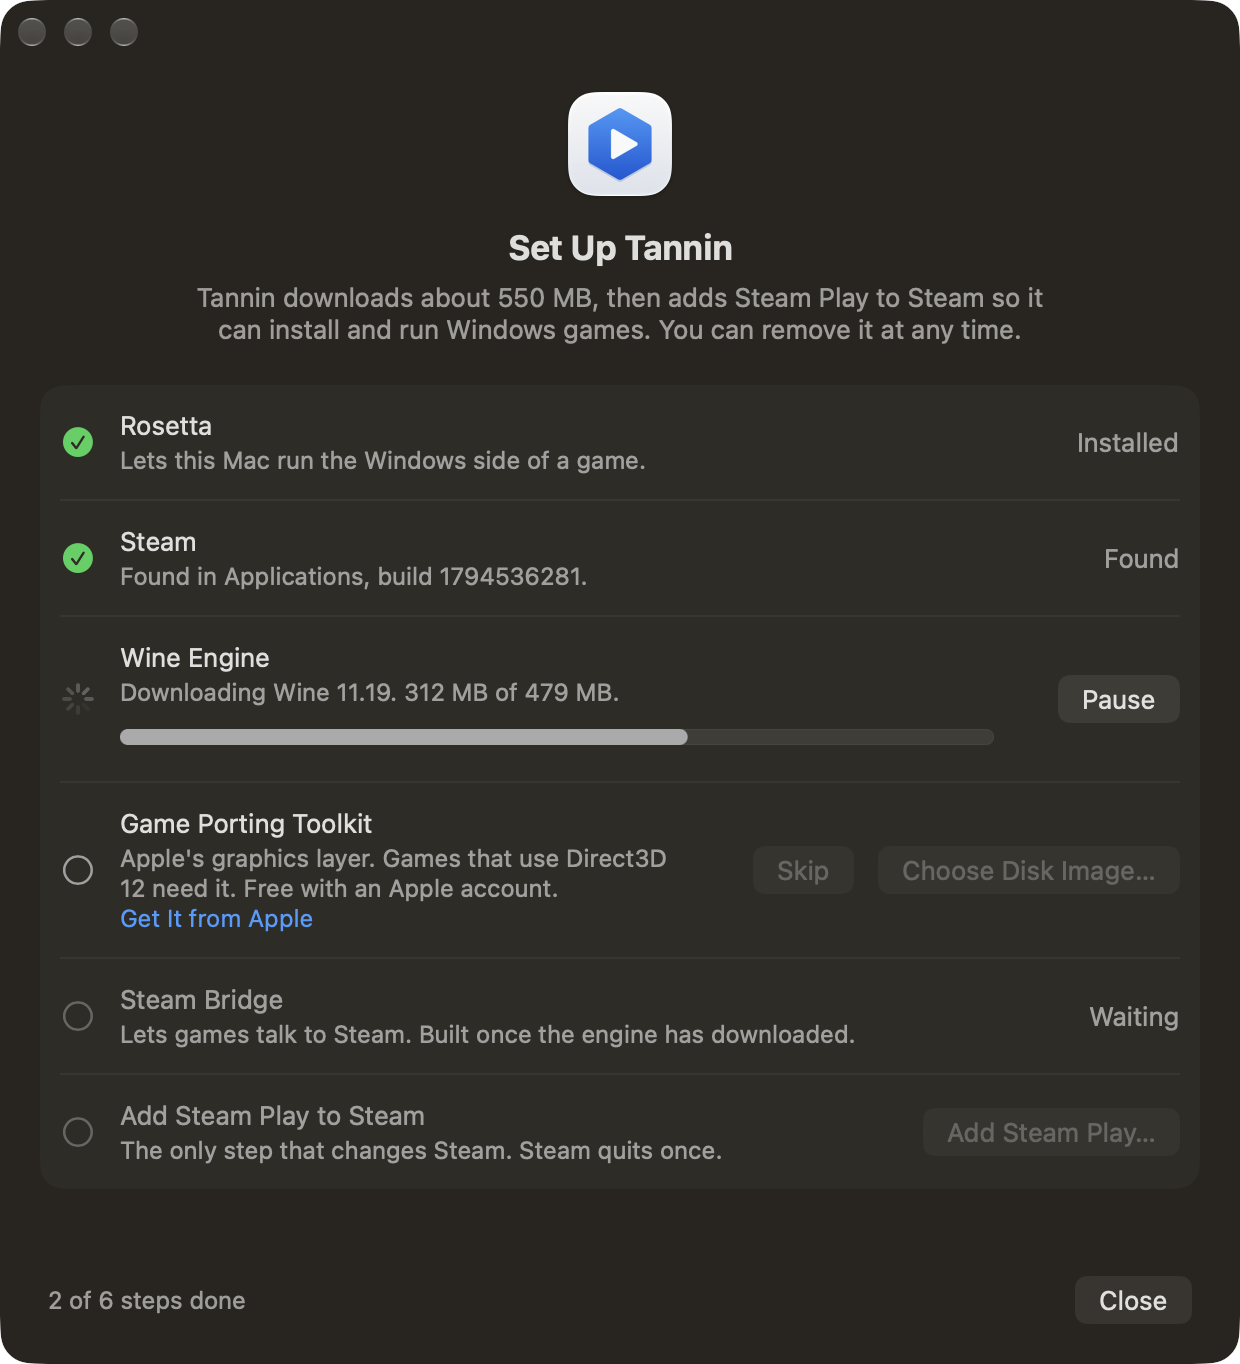 Set Up Tannin
Tannin downloads about 550 MB, then adds Steam Play to Steam so it
can install and run Windows games. You can remove it at any time.
Rosetta
Lets this Mac run the Windows side of a game.
Installed
Steam
Found in Applications, build 1794536281.
Found
Wine Engine
Downloading Wine 11.19. 312 MB of 479 MB.
Pause
Game Porting Toolkit
Apple's graphics layer. Games that use Direct3D
12 need it. Free with an Apple account.
Get It from Apple
Skip
Choose Disk Image...
Steam Bridge
Lets games talk to Steam. Built once the engine has downloaded.
Waiting
Add Steam Play to Steam
The only step that changes Steam. Steam quits once.
Add Steam Play...
2 of 6 steps done
Close